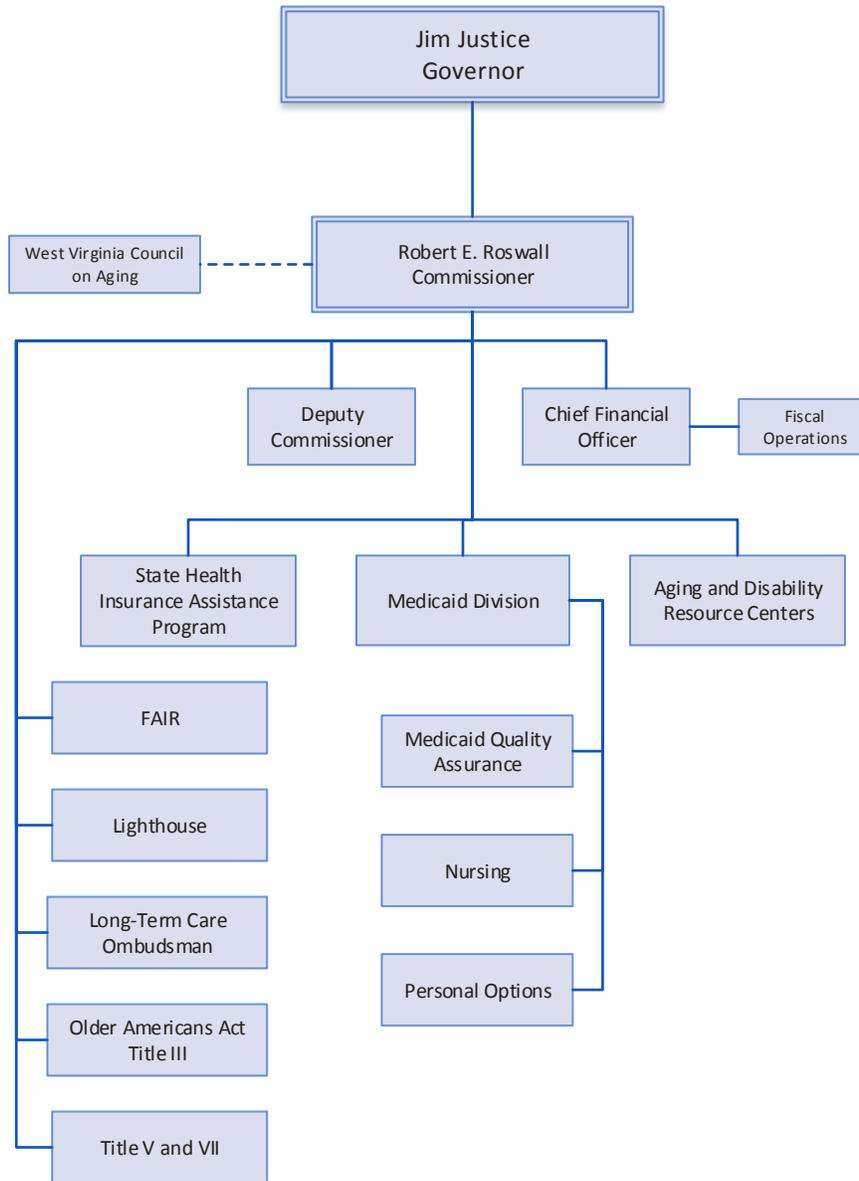 Jim Justice
Governor
West Virginia Council
on Aging
Robert E. Roswall
Commissioner
Deputy
Commissioner
Chief Financial
Officer
Fiscal
Operations
State Health
Insurance Assistance
Program
Medicaid Division
Aging and Disability
Resource Centers
FAIR
Medicaid Quality
Assurance
Lighthouse
Nursing
Long-Term Care
Ombudsman
Personal Options
Older Americans Act
Title III
Title V and VII